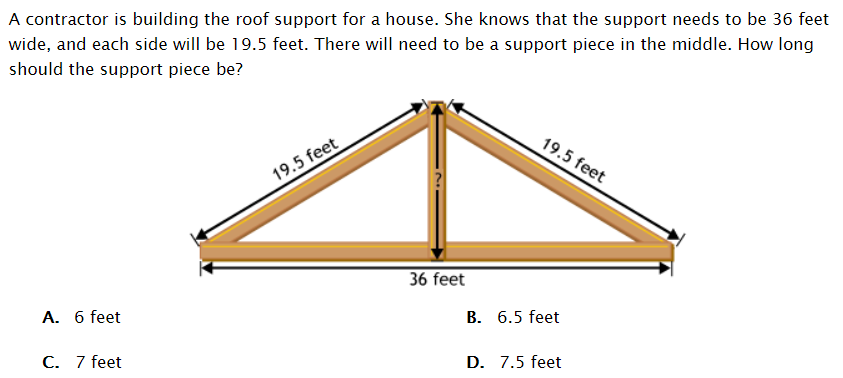 A contractor is building the roof support for a house. She knows that the support needs to be 36 feet
wide, and each side will be 19.5 feet. There will need to be a support piece in the middle. How long
should the support piece be?
19.5 feet
19.5 feet
?
36 feet
A. 6 feet
B. 6.5 feet
C. 7 feet
D. 7.5 feet